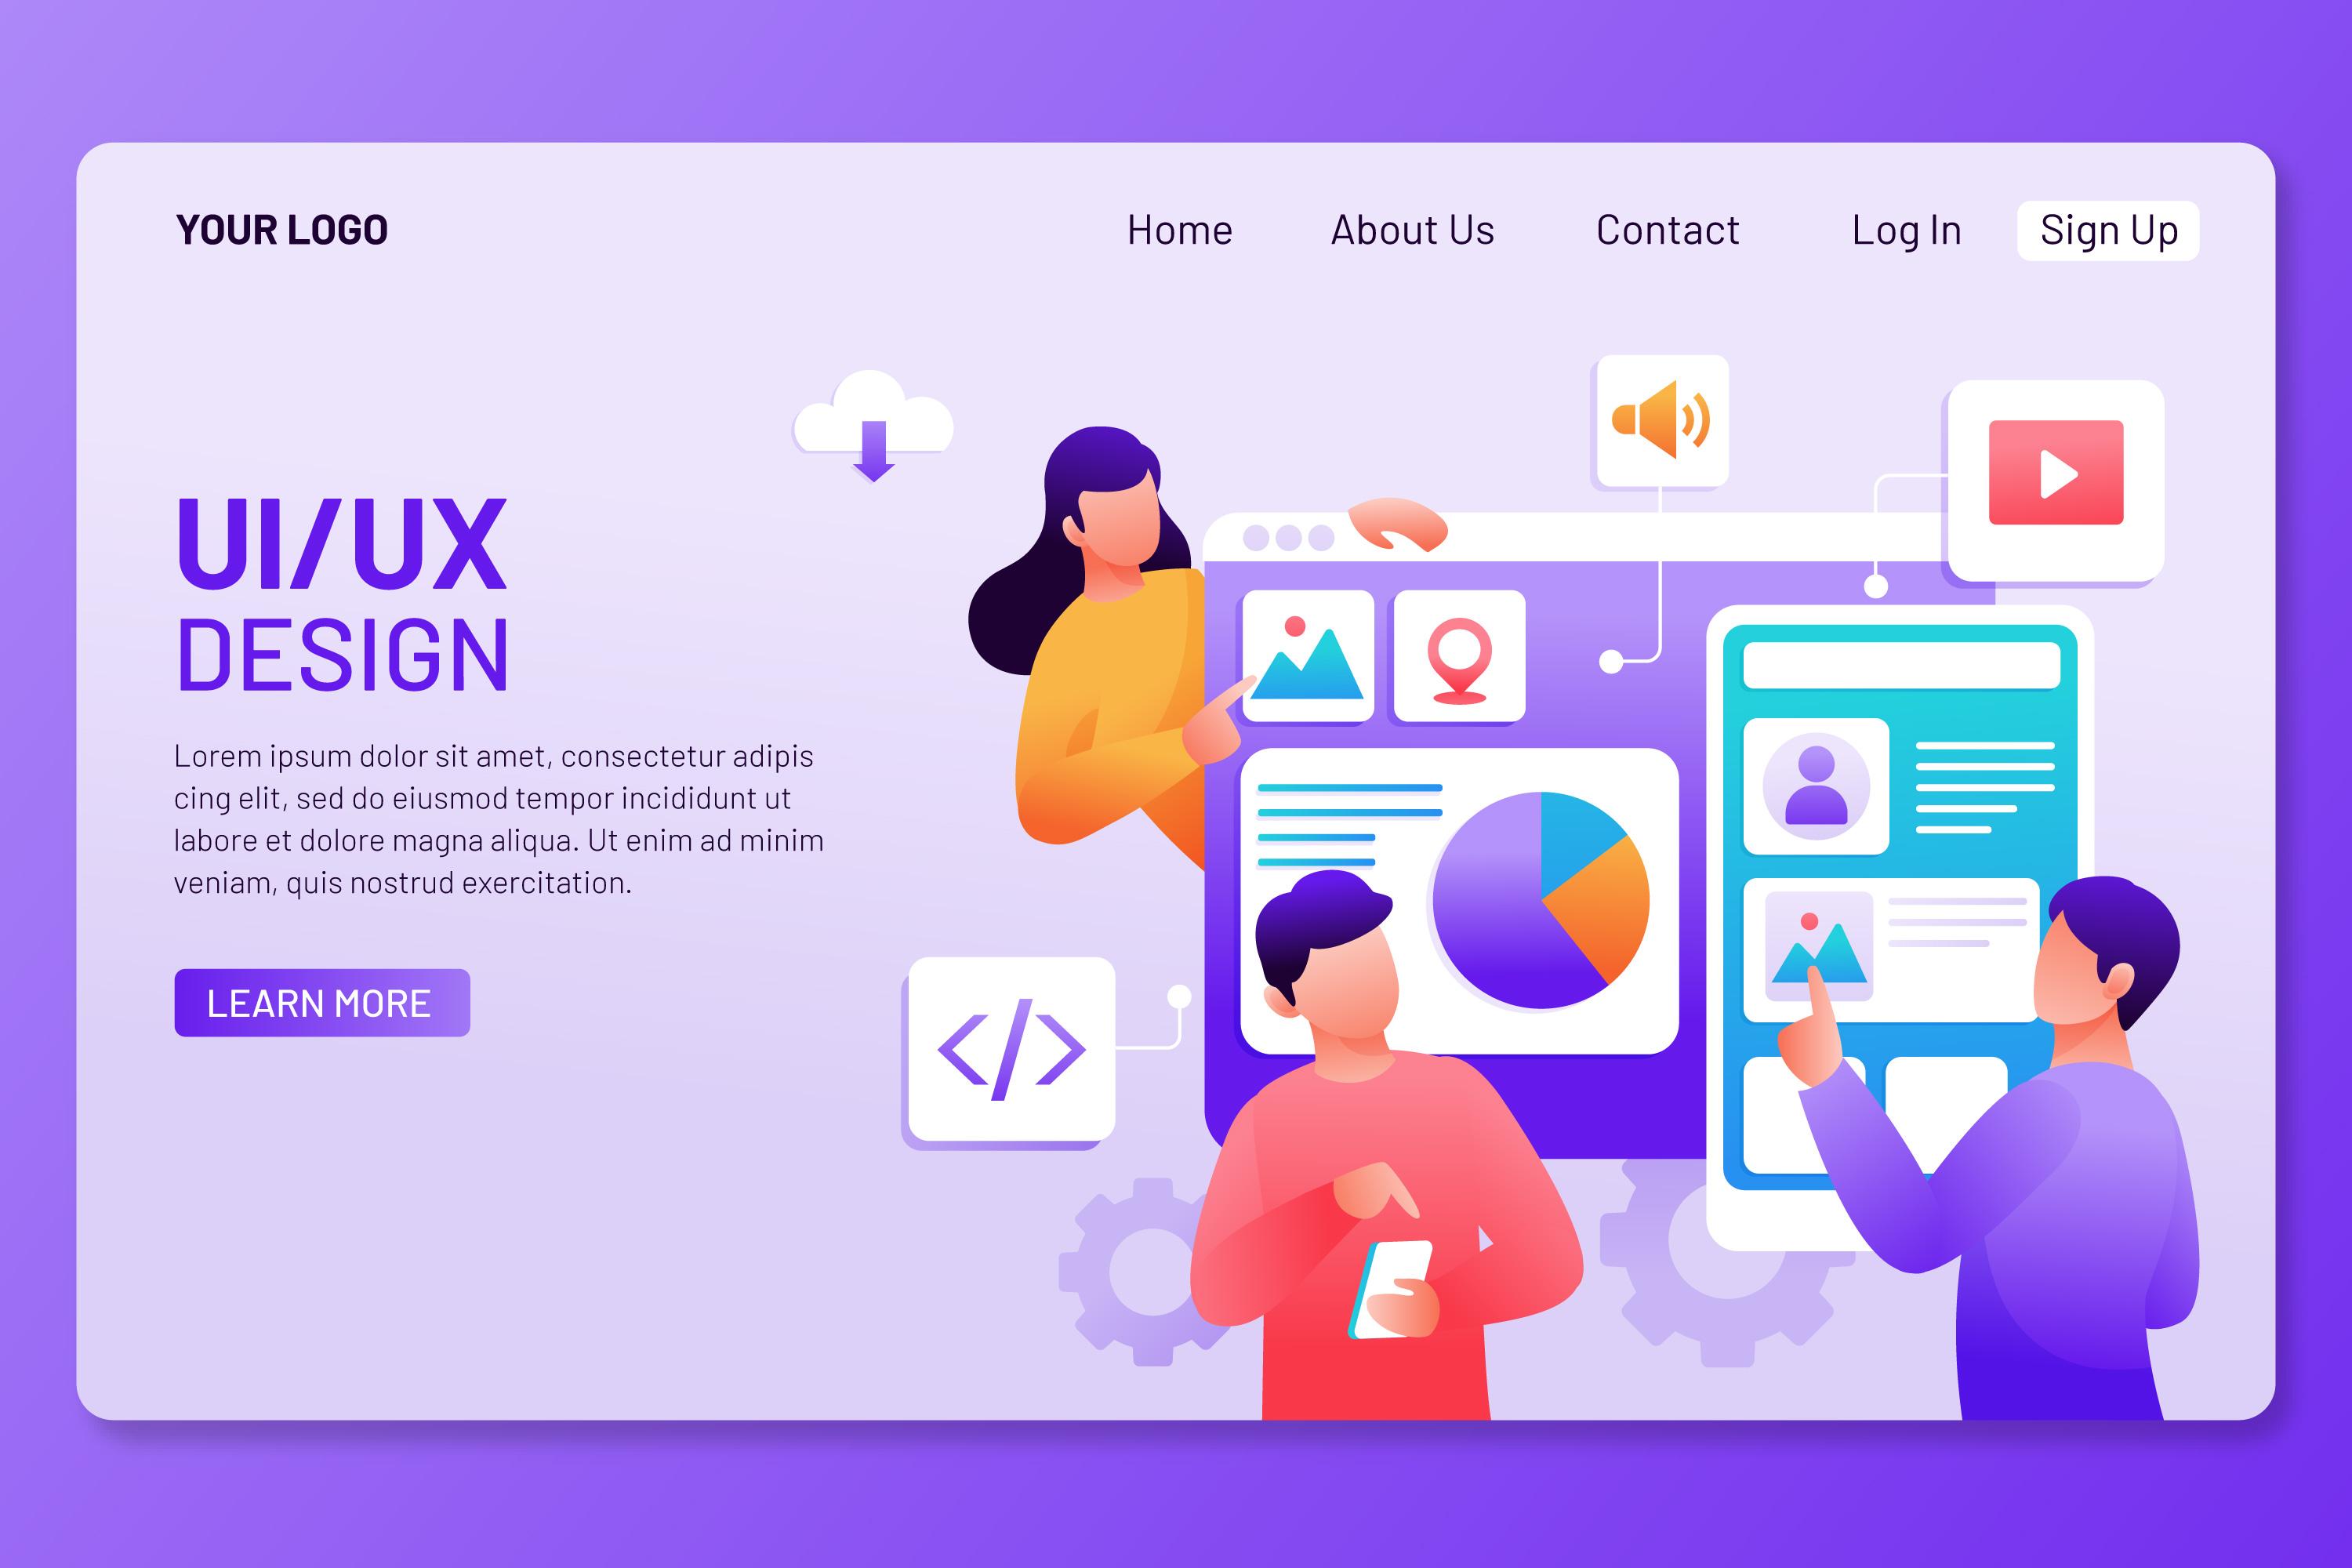 YOUR LOGO
Home About Us Contact Log In Sign Up
UI/UX
DESIGN
Lorem ipsum dolor sit amet, consectetur adipis
cing elit, sed do eiusmod tempor incididunt ut
labore et dolore magna aliqua. Ut enim ad minim
veniam, quis nostrud exercitation.
LEARN MORE
</>